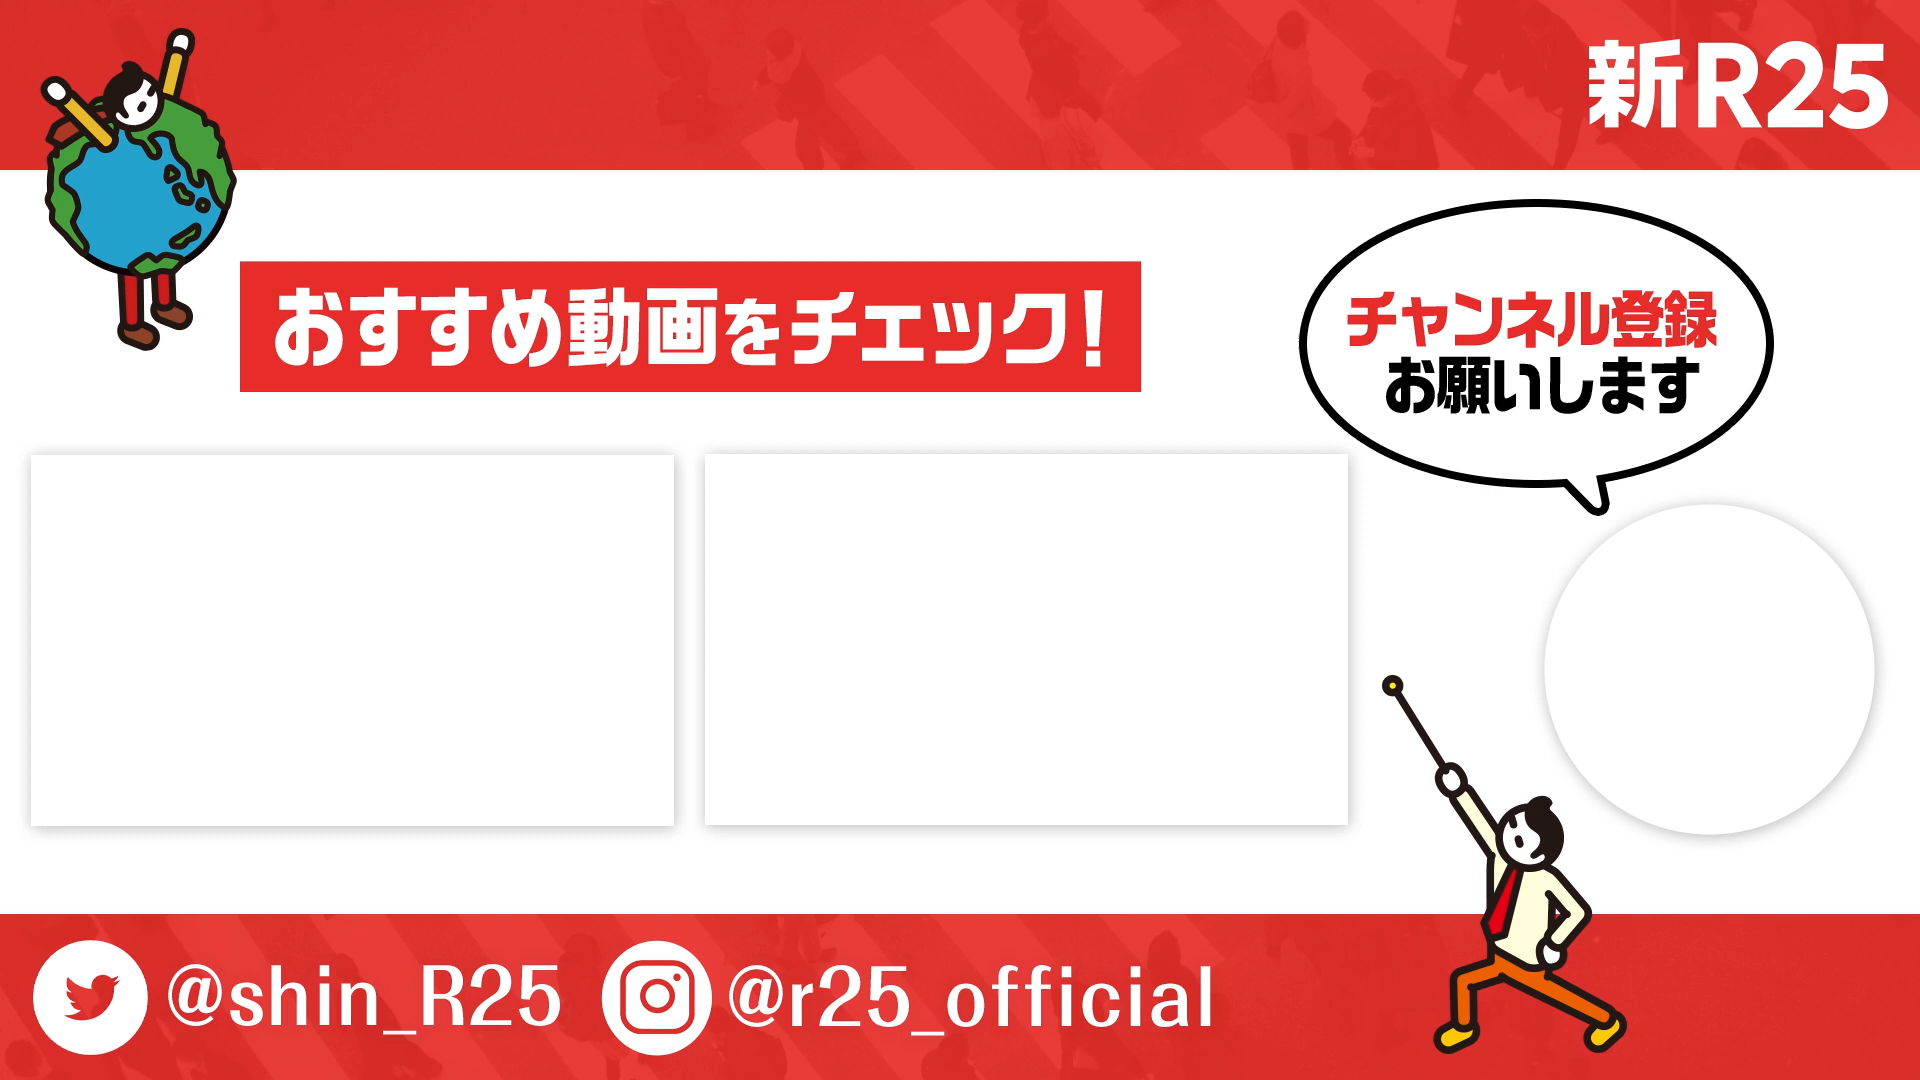 新R25
おすすめ動画をチェック!
チャンネル登録
お願いします
@shin_R25
@r25_official